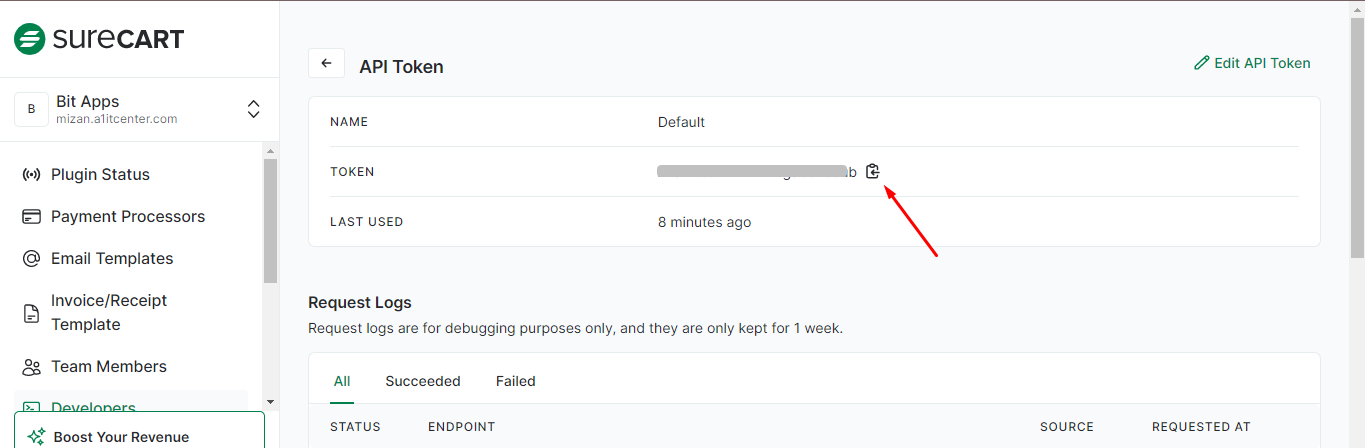 SURECART
API Token
Edit API Token
B
Bit Apps
mizan.a1itcenter.com
NAME
Default
TOKEN
b
LAST USED
8 minutes ago
Plugin Status
Payment Processors
Email Templates
Invoice/Receipt
Template
Team Members
Developers
Boost Your Revenue
Request Logs
Request logs are for debugging purposes only, and they are only kept for 1 week.
All
Succeeded
Failed
STATUS
ENDPOINT
SOURCE
REQUESTED AT